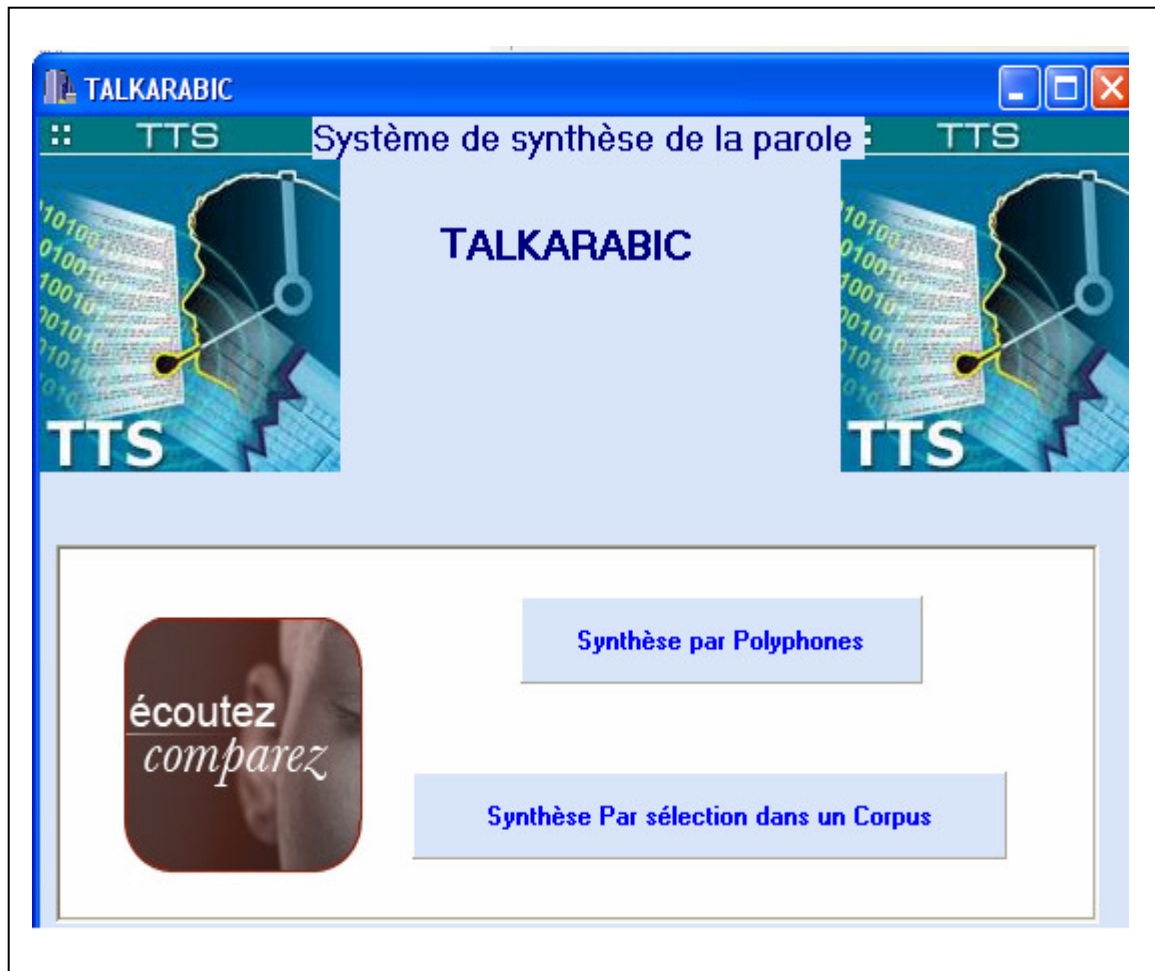 TALKARABIC
TTS Système de synthèse de la parole TTS
TALKARABIC
TTS TTS
Synthèse par Polyphones
écoutez
comparez
Synthèse Par sélection dans un Corpus